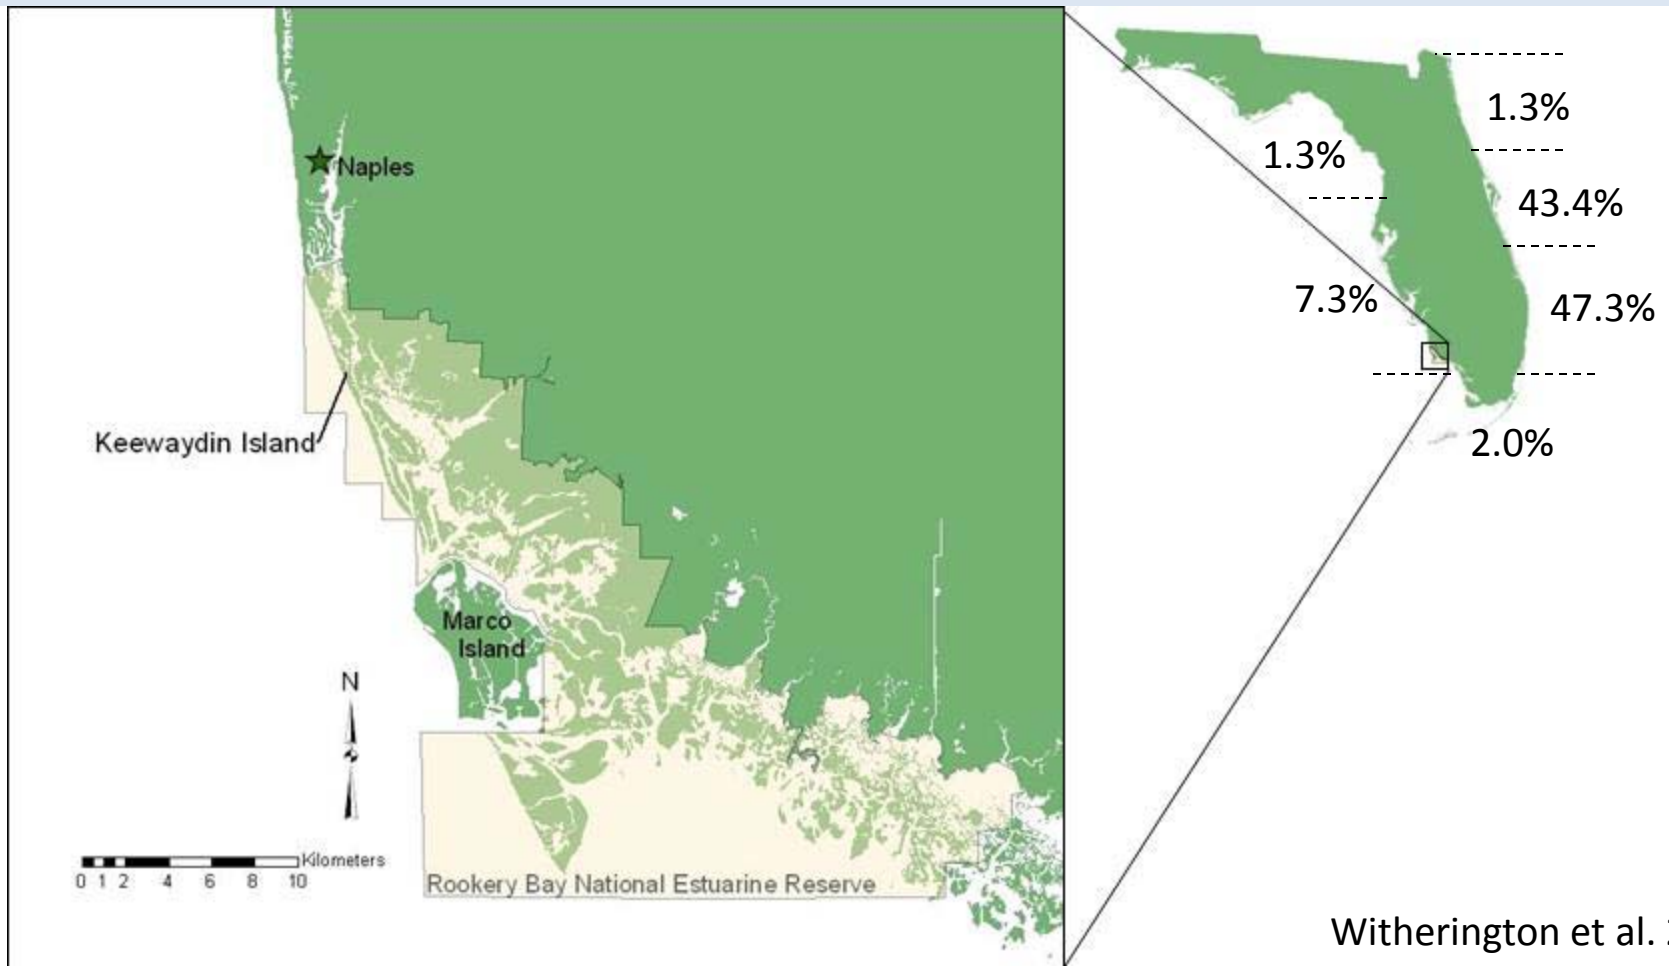 Naples
Keewaydin Island
Marco
Island
N
Kilometers
0 1 2 4 6 8 10
Rookery Bay National Estuarine Reserve
1.3%
1.3%
43.4%
7.3%
47.3%
2.0%
Witherington et al.